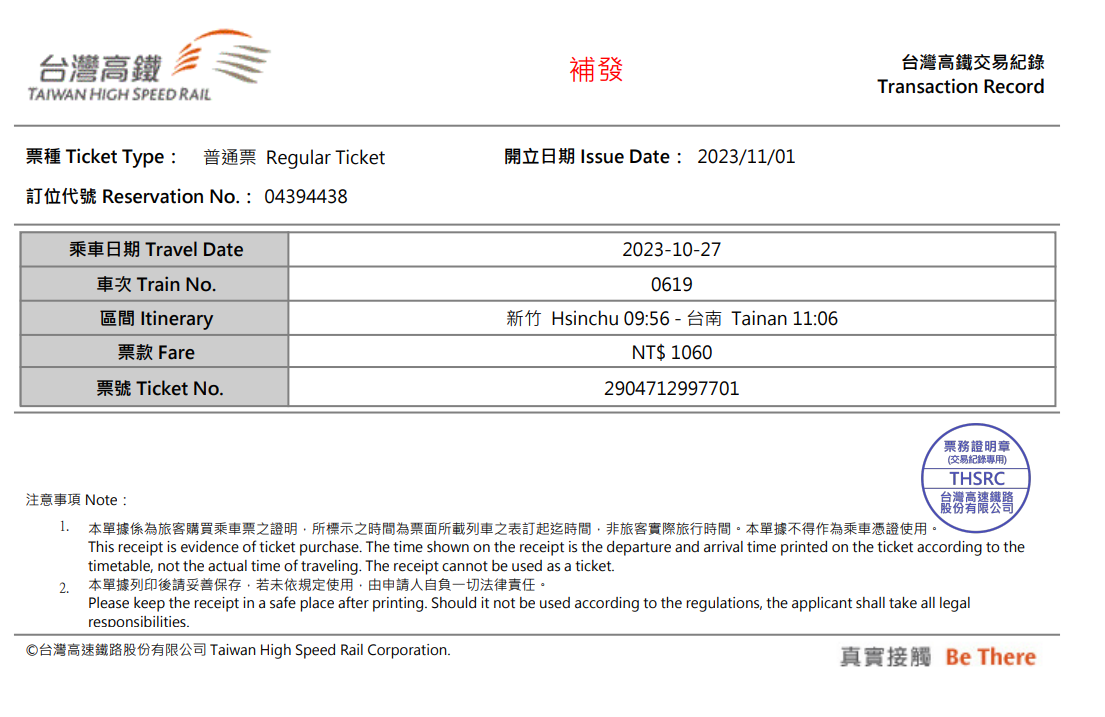 台灣高鐵
TAIWAN HIGH SPEED RAIL
補發
台灣高鐵交易紀錄
Transaction Record
票種 Ticket Type： 普通票 Regular Ticket
開立日期 Issue Date： 2023/11/01
訂位代號 Reservation No.： 04394438
乘車日期 Travel Date 2023-10-27
車次 Train No. 0619
區間 Itinerary 新竹 Hsinchu 09:56 - 台南 Tainan 11:06
票款 Fare NT$ 1060
票號 Ticket No. 2904712997701
票務證明章
(交易紀錄專用)
THSRC
台灣高速鐵路
股份有限公司
注意事項 Note：
1. 本單據係為旅客購買乘車票之證明，所標示之時間為票面所載列車之表訂起迄時間，非旅客實際旅行時間。本單據不得作為乘車憑證使用。
This receipt is evidence of ticket purchase. The time shown on the receipt is the departure and arrival time printed on the ticket according to the
timetable, not the actual time of traveling. The receipt cannot be used as a ticket.
2. 本單據列印後請妥善保存，若未依規定使用，由申請人自負一切法律責任。
Please keep the receipt in a safe place after printing. Should it not be used according to the regulations, the applicant shall take all legal
responsibilities.
©台灣高速鐵路股份有限公司 Taiwan High Speed Rail Corporation.
真實接觸 Be There